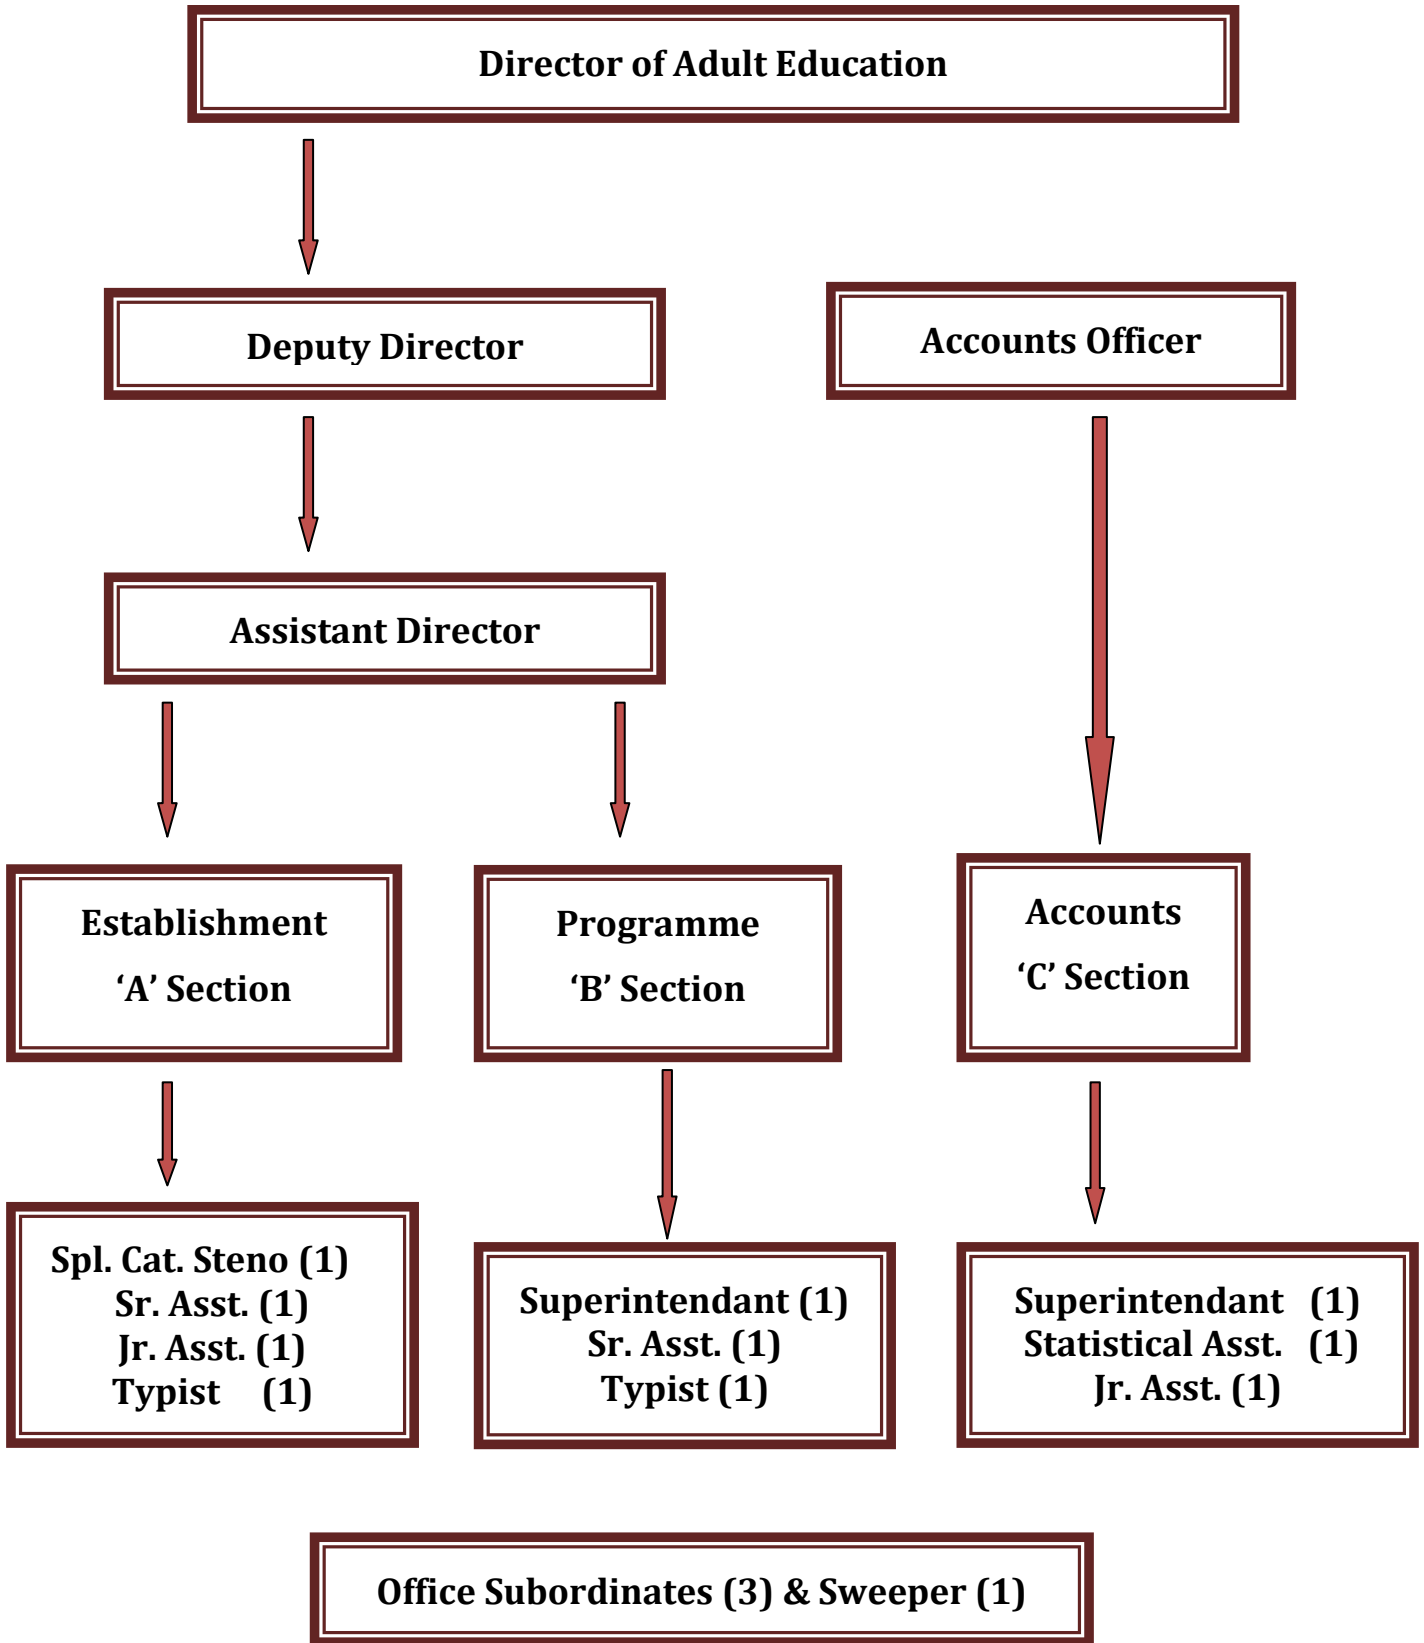 Director of Adult Education
Deputy Director
Accounts Officer
Assistant Director
Establishment
‘A’ Section
Programme
‘B’ Section
Accounts
‘C’ Section
Spl. Cat. Steno (1)
Sr. Asst. (1)
Jr. Asst. (1)
Typist (1)
Superintendant (1)
Sr. Asst. (1)
Typist (1)
Superintendant (1)
Statistical Asst. (1)
Jr. Asst. (1)
Office Subordinates (3) & Sweeper (1)